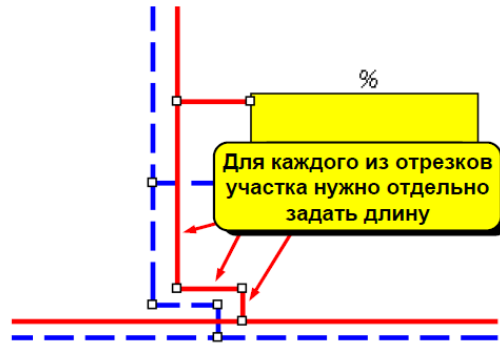 %
Для каждого из отрезков
участка нужно отдельно
задать длину